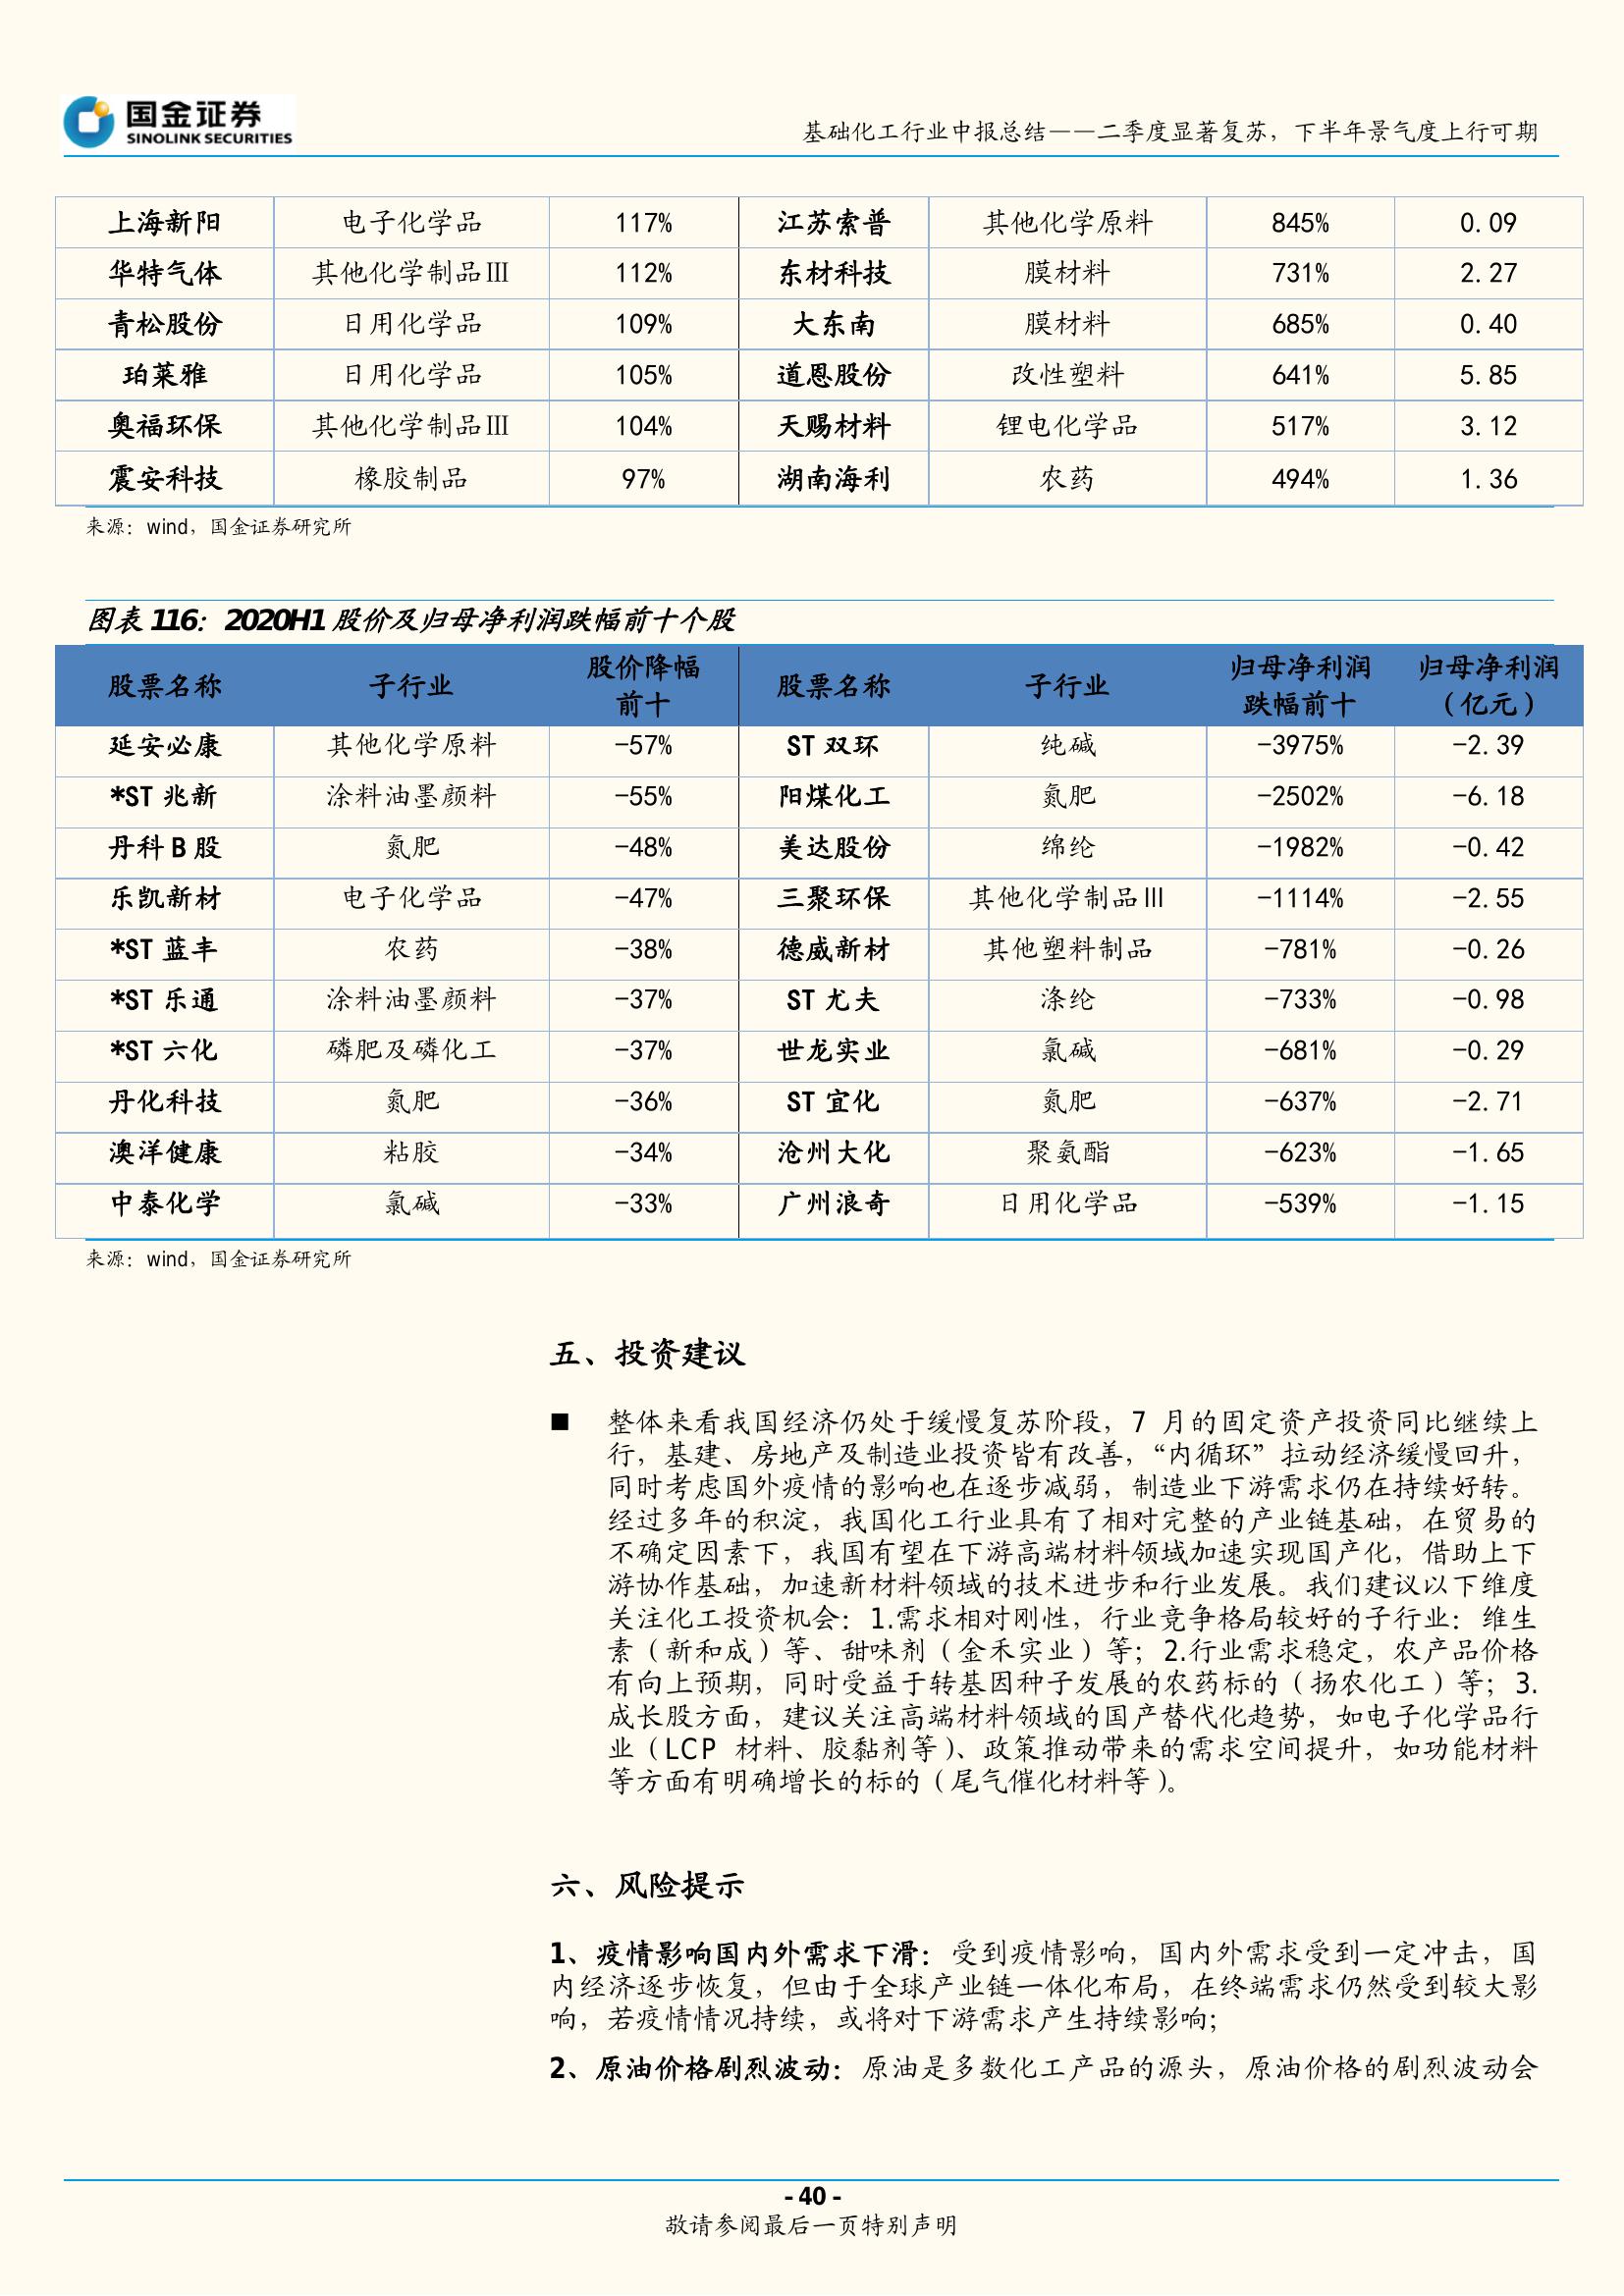 国金证券
SINOLINK SECURITIES
基础化工行业中报总结——二季度显著复苏，下半年景气度上行可期
上海新阳 电子化学品 117% 江苏索普 其他化学原料 845% 0.09
华特气体 其他化学制品Ⅲ 112% 东材科技 膜材料 731% 2.27
青松股份 日用化学品 109% 大东南 膜材料 685% 0.40
珀莱雅 日用化学品 105% 道恩股份 改性塑料 641% 5.85
奥福环保 其他化学制品Ⅲ 104% 天赐材料 锂电化学品 517% 3.12
震安科技 橡胶制品 97% 湖南海利 农药 494% 1.36
来源：wind，国金证券研究所
图表 116：2020H1 股价及归母净利润跌幅前十个股
股票名称 子行业 股价降幅前十 股票名称 子行业 归母净利润跌幅前十 归母净利润（亿元）
延安必康 其他化学原料 -57% ST 双环 纯碱 -3975% -2.39
*ST 兆新 涂料油墨颜料 -55% 阳煤化工 氮肥 -2502% -6.18
丹科 B 股 氮肥 -48% 美达股份 绵纶 -1982% -0.42
乐凯新材 电子化学品 -47% 三聚环保 其他化学制品Ⅲ -1114% -2.55
*ST 蓝丰 农药 -38% 德威新材 其他塑料制品 -781% -0.26
*ST 乐通 涂料油墨颜料 -37% ST 尤夫 涤纶 -733% -0.98
*ST 六化 磷肥及磷化工 -37% 世龙实业 氯碱 -681% -0.29
丹化科技 氮肥 -36% ST 宜化 氮肥 -637% -2.71
澳洋健康 粘胶 -34% 沧州大化 聚氨酯 -623% -1.65
中泰化学 氯碱 -33% 广州浪奇 日用化学品 -539% -1.15
来源：wind，国金证券研究所
五、投资建议
■ 整体来看我国经济仍处于缓慢复苏阶段，7 月的固定资产投资同比继续上
行，基建、房地产及制造业投资皆有改善，“内循环”拉动经济缓慢回升，
同时考虑国外疫情的影响也在逐步减弱，制造业下游需求仍在持续好转。
经过多年的积淀，我国化工行业具有了相对完整的产业链基础，在贸易的
不确定因素下，我国有望在下游高端材料领域加速实现国产化，借助上下
游协作基础，加速新材料领域的技术进步和行业发展。我们建议以下维度
关注化工投资机会：1.需求相对刚性，行业竞争格局较好的子行业：维生
素（新和成）等、甜味剂（金禾实业）等；2.行业需求稳定，农产品价格
有向上预期，同时受益于转基因种子发展的农药标的（扬农化工）等；3.
成长股方面，建议关注高端材料领域的国产替代化趋势，如电子化学品行
业（LCP 材料、胶黏剂等）、政策推动带来的需求空间提升，如功能材料
等方面有明确增长的标的（尾气催化材料等）。
六、风险提示
1、疫情影响国内外需求下滑：受到疫情影响，国内外需求受到一定冲击，国
内经济逐步恢复，但由于全球产业链一体化布局，在终端需求仍然受到较大影
响，若疫情情况持续，或将对下游需求产生持续影响；
2、原油价格剧烈波动：原油是多数化工产品的源头，原油价格的剧烈波动会
- 40 -
敬请参阅最后一页特别声明